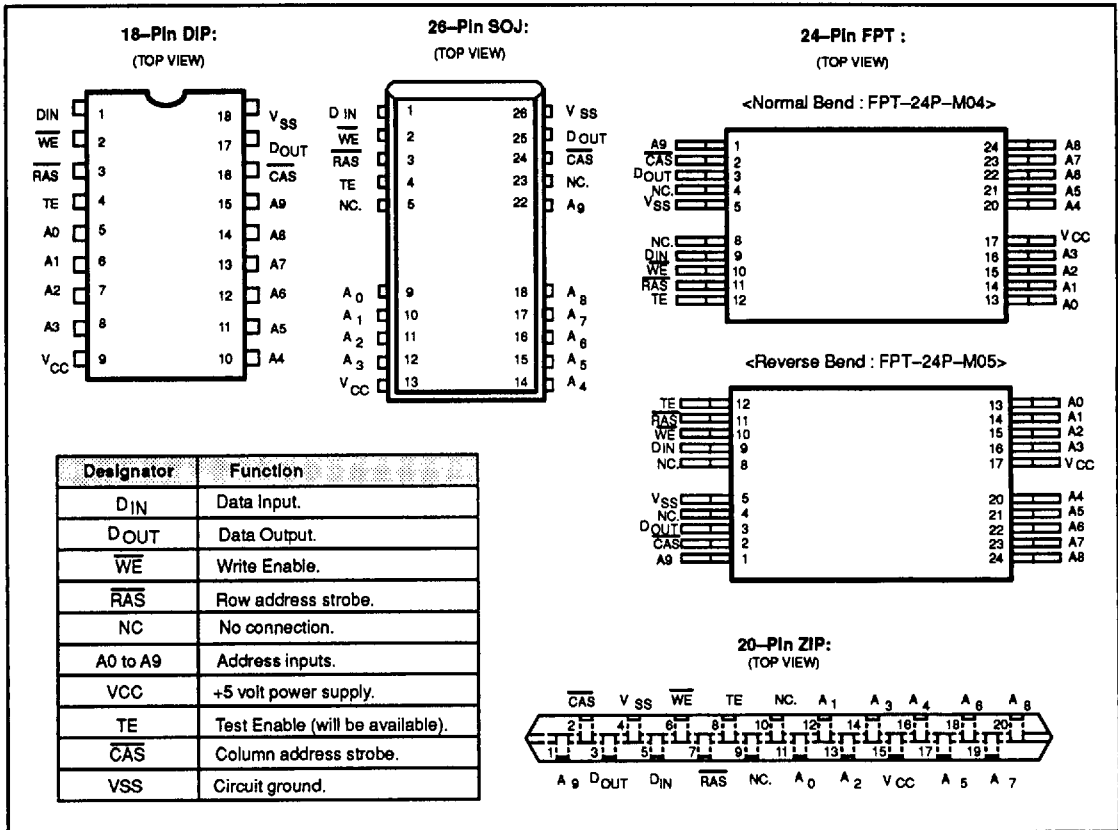 18–Pin DIP:
(TOP VIEW)
DIN 1 18 VSS
WE 2 17 DOUT
RAS 3 16 CAS
TE 4 15 A9
A0 5 14 A8
A1 6 13 A7
A2 7 12 A6
A3 8 11 A5
VCC 9 10 A4
26–Pin SOJ:
(TOP VIEW)
DIN 1 26 VSS
WE 2 25 DOUT
RAS 3 24 CAS
TE 4 23 NC.
NC. 5 22 A9
A0 9 18 A8
A1 10 17 A7
A2 11 16 A6
A3 12 15 A5
VCC 13 14 A4
24–Pin FPT :
(TOP VIEW)
<Normal Bend : FPT–24P–M04>
A9 1 24 A8
CAS 2 23 A7
DOUT 3 22 A6
NC. 4 21 A5
VSS 5 20 A4
NC. 8 17 VCC
DIN 9 16 A3
WE 10 15 A2
RAS 11 14 A1
TE 12 13 A0
<Reverse Bend : FPT–24P–M05>
TE 12 13 A0
RAS 11 14 A1
WE 10 15 A2
DIN 9 16 A3
NC. 8 17 VCC
VSS 5 20 A4
NC. 4 21 A5
DOUT 3 22 A6
CAS 2 23 A7
A9 1 24 A8
Designator Function
DIN Data Input.
DOUT Data Output.
WE Write Enable.
RAS Row address strobe.
NC No connection.
A0 to A9 Address inputs.
VCC +5 volt power supply.
TE Test Enable (will be available).
CAS Column address strobe.
VSS Circuit ground.
20–Pin ZIP:
(TOP VIEW)
CAS VSS WE TE NC. A1 A3 A4 A6 A8
2 4 6 8 10 12 14 16 18 20
1 3 5 7 9 11 13 15 17 19
A9 DOUT DIN RAS NC. A0 A2 VCC A5 A7